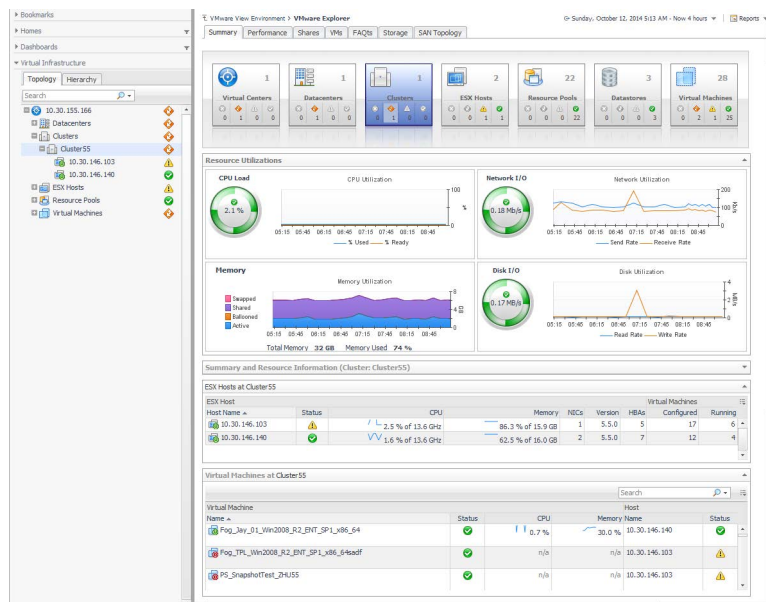 Bookmarks
Homes
Dashboards
Virtual Infrastructure
Topology Hierarchy
Search
10.30.155.166
Datacenters
Clusters
Cluster55
10.30.146.103
10.30.146.140
ESX Hosts
Resource Pools
Virtual Machines
VMware View Environment > VMware Explorer
Sunday, October 12, 2014 5:13 AM - Now 4 hours
Reports
Summary Performance Shares VMs FAQts Storage SAN Topology
1 1 1 2 22 3 28
Virtual Centers Datacenters Clusters ESX Hosts Resource Pools Datastores Virtual Machines
0 1 0 0 0 1 0 0 0 1 0 0 0 0 1 1 0 0 0 22 0 0 0 3 0 2 1 25
Resource Utilizations
CPU Load
CPU Utilization
2.1 %
100
%
0
05:15 05:45 06:15 06:45 07:15 07:45 08:15 08:45
% Used % Ready
Network I/O
Network Utilization
0.18 Mb/s
200
100
0
Kb/s
05:15 05:45 06:15 06:45 07:15 07:45 08:15 08:45
Send Rate Receive Rate
Memory
Memory Utilization
Swapped
Shared
Ballooned
Active
8
4
0
GB
05:15 05:45 06:15 06:45 07:15 07:45 08:15 08:45
Total Memory 32 GB Memory Used 74 %
Disk I/O
Disk Utilization
0.17 MB/s
4
2
0
MB/s
05:15 05:45 06:15 06:45 07:15 07:45 08:15 08:45
Read Rate Write Rate
Summary and Resource Information (Cluster: Cluster55)
ESX Hosts at Cluster55
ESX Host Virtual Machines
Host Name Status CPU Memory NICs Version HBAs Configured Running
10.30.146.103 2.5 % of 13.6 GHz 86.3 % of 15.9 GB 1 5.5.0 5 17 6
10.30.146.140 1.6 % of 13.6 GHz 62.5 % of 16.0 GB 2 5.5.0 7 12 4
Virtual Machines at Cluster55
Search
Virtual Machine Host
Name Status CPU Memory Name Status
Fog_Jay_01_Win2008_R2_ENT_SP1_x86_64 0.7 % 30.0 % 10.30.146.140
Fog_TPL_Win2008_R2_ENT_SP1_x86_64sadf n/a n/a 10.30.146.103
PS_SnapshotTest_ZHU55 n/a n/a 10.30.146.103